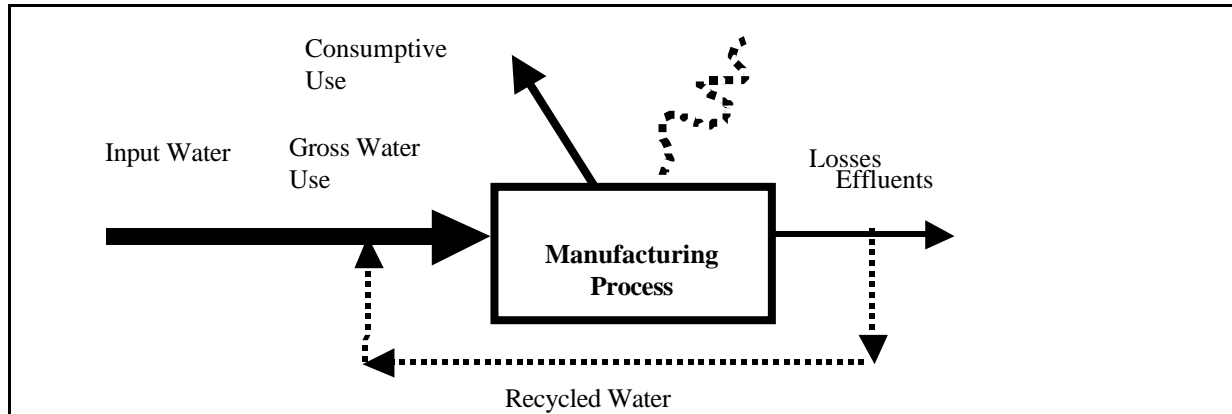 Consumptive
Use
Input Water
Gross Water
Use
Losses
Effluents
Manufacturing
Process
Recycled Water